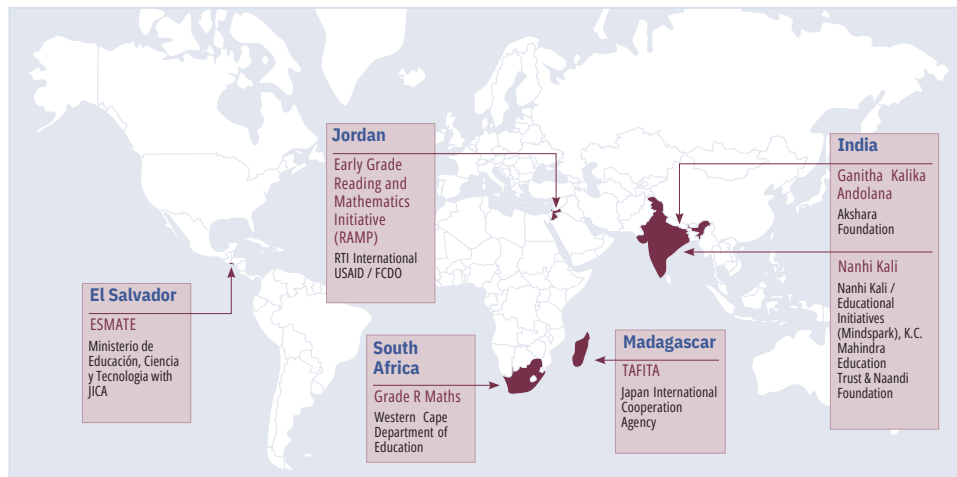 Jordan
Early Grade
Reading and
Mathematics
Initiative
(RAMP)
RTI International
USAID / FCDO
India
Ganitha Kalika
Andolana
Akshara
Foundation
Nanhi Kali
Nanhi Kali /
Educational
Initiatives
(Mindspark), K.C.
Mahindra
Education
Trust & Naandi
Foundation
El Salvador
ESMATE
Ministerio de
Educación, Ciencia
y Tecnologia with
JICA
South
Africa
Grade R Maths
Western Cape
Department of
Education
Madagascar
TAFITA
Japan International
Cooperation
Agency